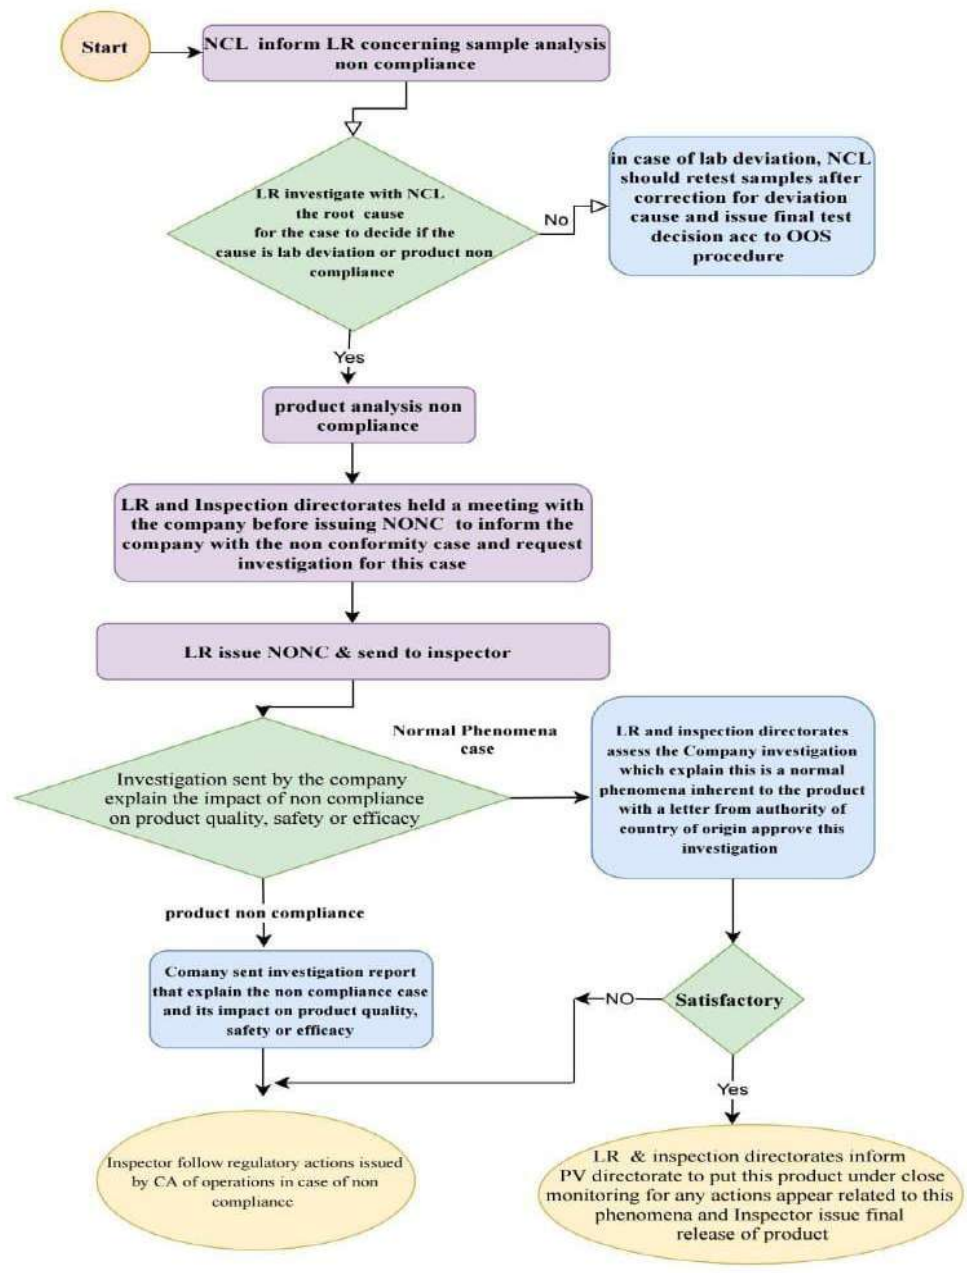 Start
NCL inform LR concerning sample analysis
non compliance
LR investigate with NCL
the root cause
for the case to decide if the
cause is lab deviation or product non
compliance
No
in case of lab deviation, NCL
should retest samples after
correction for deviation
cause and issue final test
decision acc to OOS
procedure
Yes
product analysis non
compliance
LR and Inspection directorates held a meeting with
the company before issuing NONC to inform the
company with the non conformity case and request
investigation for this case
LR issue NONC & send to inspector
Investigation sent by the company
explain the impact of non compliance
on product quality, safety or efficacy
Normal Phenomena
case
LR and inspection directorates
assess the Company investigation
which explain this is a normal
phenomena inherent to the product
with a letter from authority of
country of origin approve this
investigation
product non compliance
Comany sent investigation report
that explain the non compliance case
and its impact on product quality,
safety or efficacy
NO
Satisfactory
Yes
Inspector follow regulatory actions issued
by CA of operations in case of non
compliance
LR & inspection directorates inform
PV directorate to put this product under close
monitoring for any actions appear related to this
phenomena and Inspector issue final
release of product